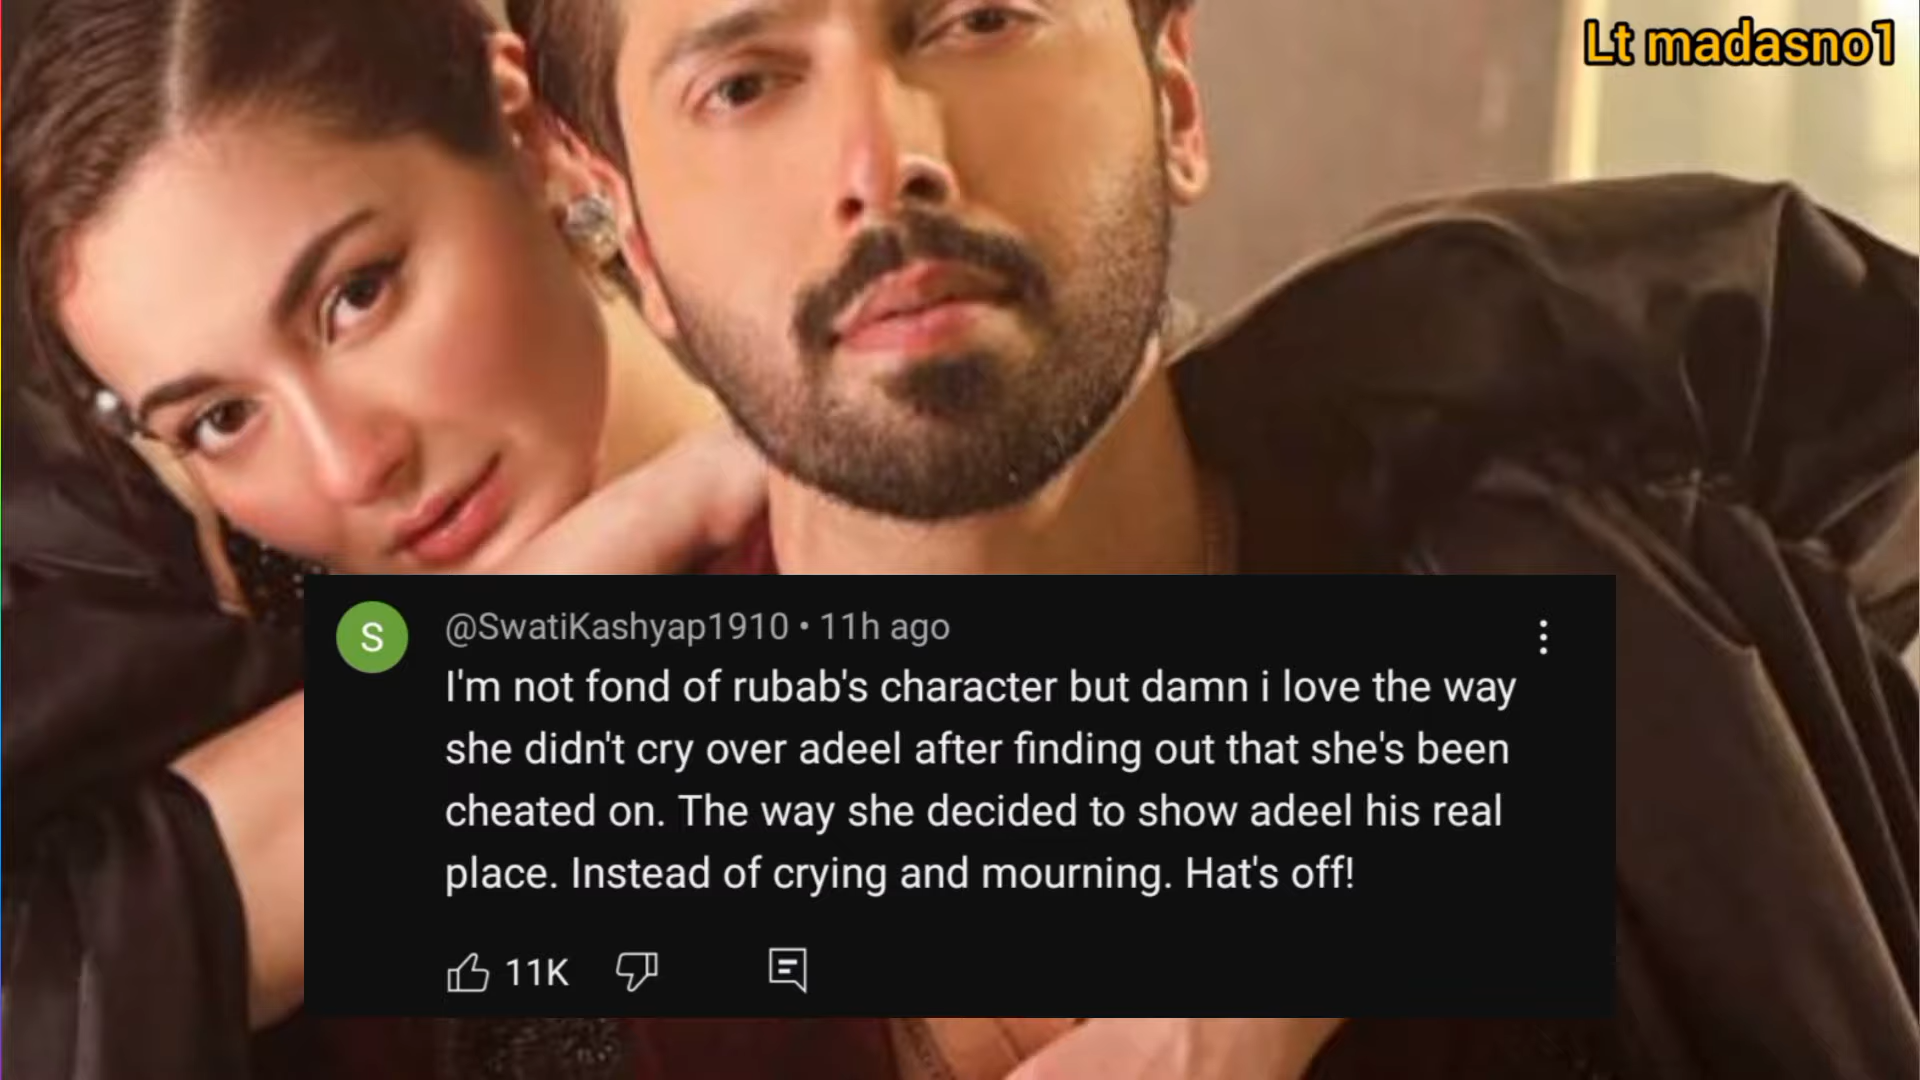 Lt madasno1
S
@SwatiKashyap1910 • 11h ago
I'm not fond of rubab's character but damn i love the way
she didn't cry over adeel after finding out that she's been
cheated on. The way she decided to show adeel his real
place. Instead of crying and mourning. Hat's off!
11K